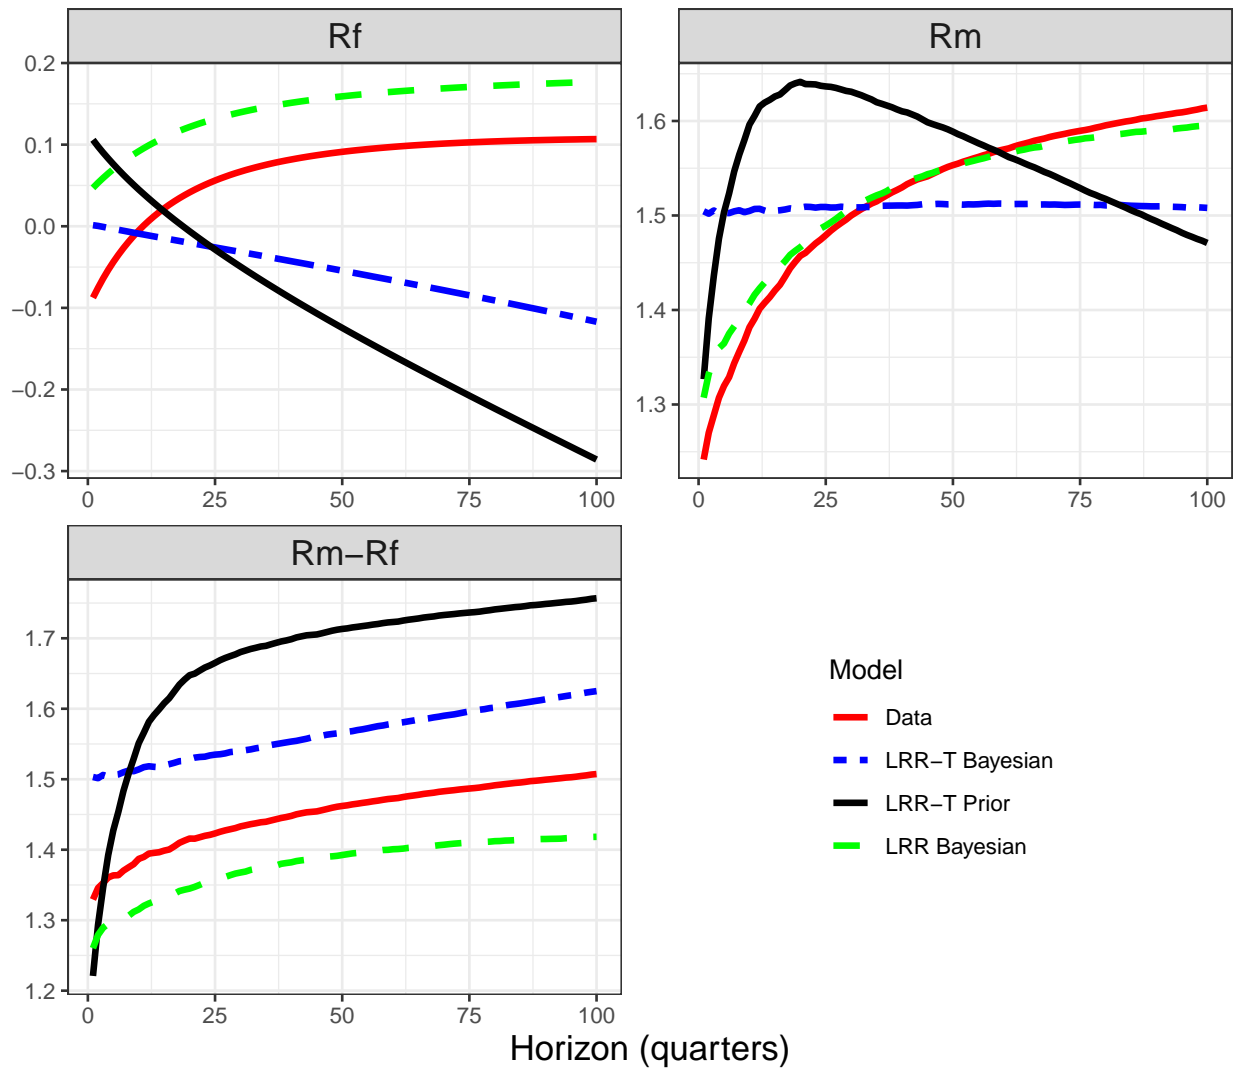 Rf
0.2
0.1
0.0
−0.1
−0.2
−0.3
0 25 50 75 100
Rm
1.6
1.5
1.4
1.3
0 25 50 75 100
Rm−Rf
1.7
1.6
1.5
1.4
1.3
1.2
0 25 50 75 100
Horizon (quarters)
Model
Data
LRR−T Bayesian
LRR−T Prior
LRR Bayesian